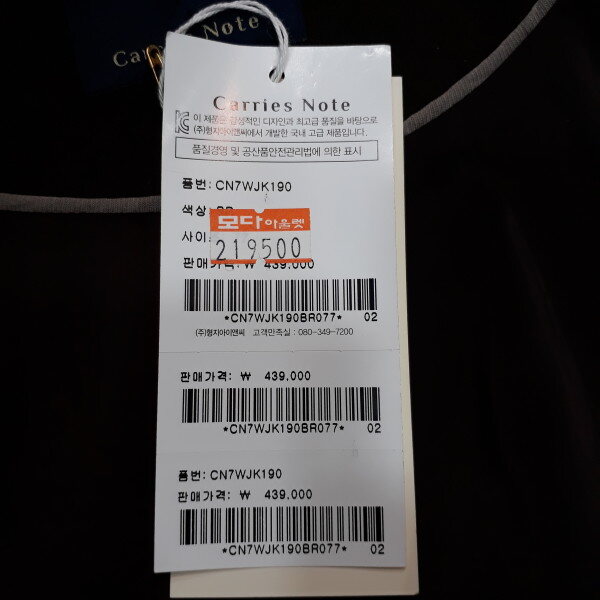 Carries Note
Carries Note
이 제품은 감성적인 디자인과 최고급 품질을 바탕으로
(주)형지아이앤씨에서 개발한 국내 고급 제품입니다.
품질경영 및 공산품안전관리법에 의한 표시
품번: CN7WJK190
색상:
모다아울렛
사이
219500
판매가격: ₩ 439,000
*CN7WJK190BR077* 02
(주)형지아이앤씨 고객만족실 : 080-349-7200
판매가격: ₩ 439,000
*CN7WJK190BR077* 02
품번: CN7WJK190
판매가격: ₩ 439,000
*CN7WJK190BR077* 02